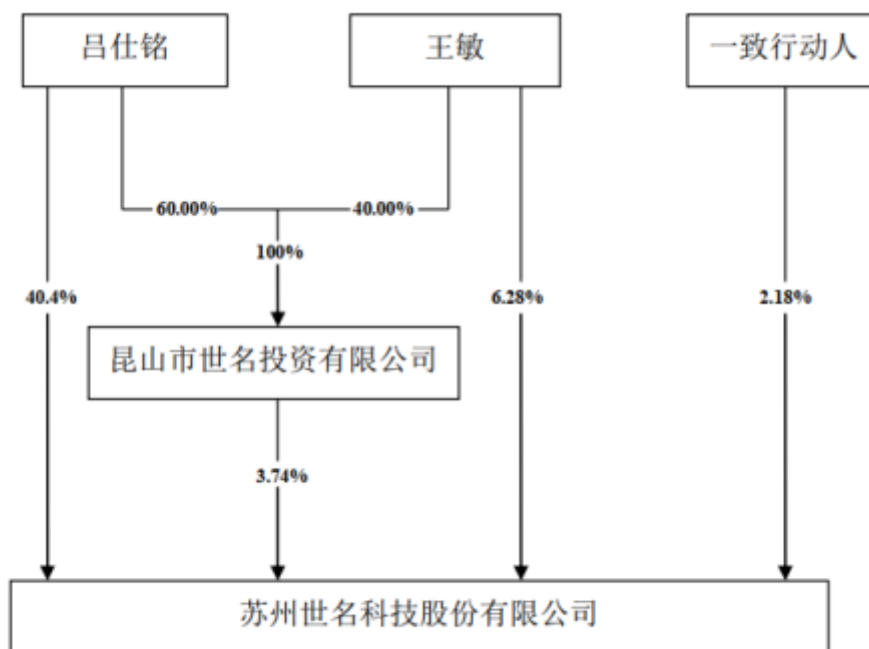 吕仕铭
王敏
一致行动人
60.00%
40.00%
100%
40.4%
6.28%
2.18%
昆山市世名投资有限公司
3.74%
苏州世名科技股份有限公司